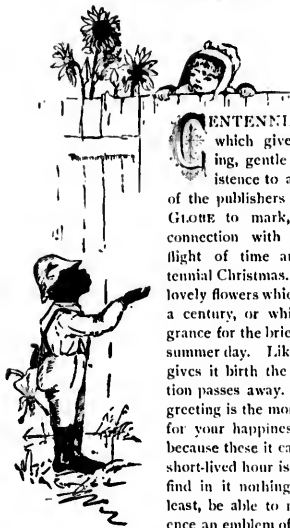 CENTENNI
which give
ing, gentle
istence to a
of the publishers
GLOBE to mark,
connection with
flight of time an
tennial Christmas.
lovely flowers whic
a century, or whi
grance for the brie
summer day. Lik
gives it birth the
tion passes away.
greeting is the mo
for your happines
because these it ca
short-lived hour is
find in it nothing
least, be able to r
ence an emblem of